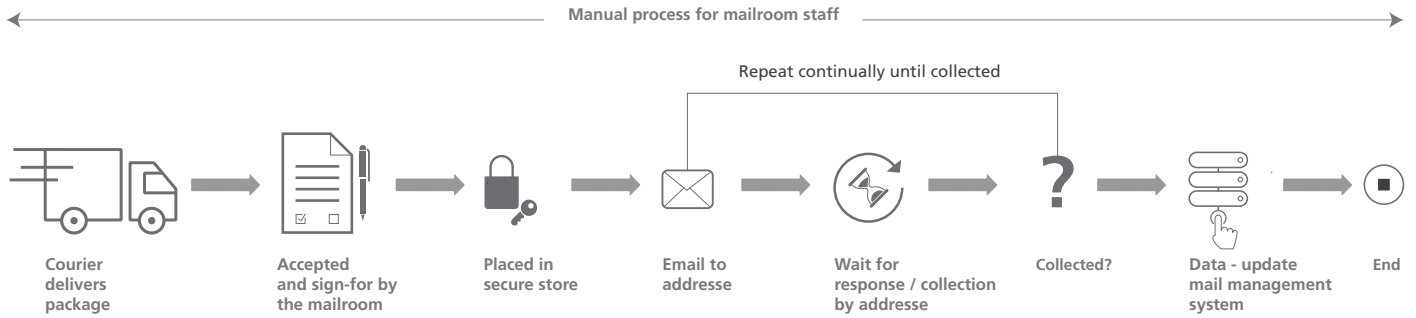 Manual process for mailroom staff
Repeat continually until collected
Courier
delivers
package
Accepted
and sign-for by
the mailroom
Placed in
secure store
Email to
addresse
Wait for
response / collection
by addresse
Collected?
Data - update
mail management
system
End